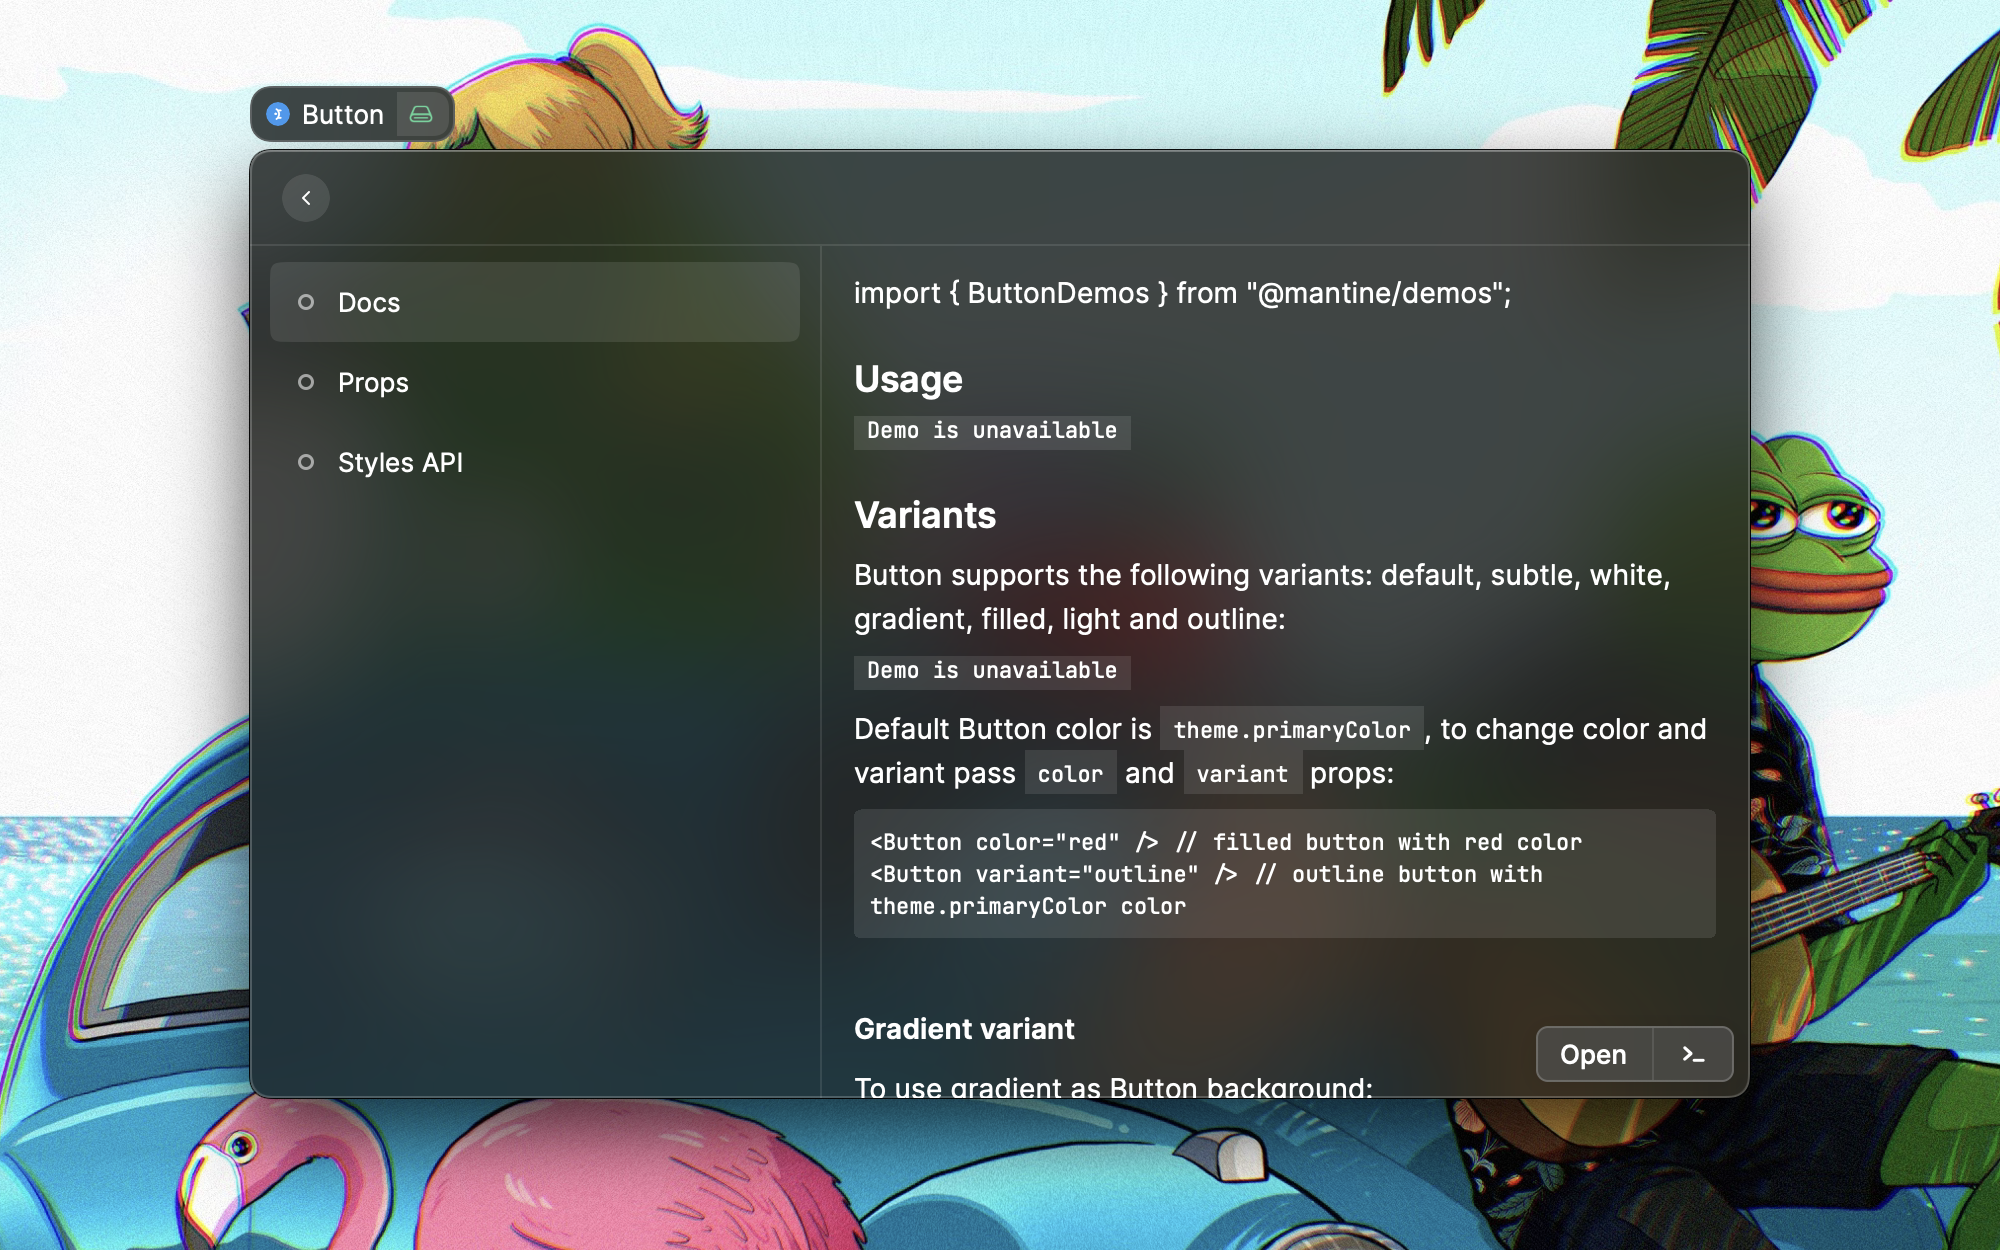 Button
Docs
Props
Styles API
import { ButtonDemos } from "@mantine/demos";
Usage
Demo is unavailable
Variants
Button supports the following variants: default, subtle, white,
gradient, filled, light and outline:
Demo is unavailable
Default Button color is theme.primaryColor , to change color and
variant pass color and variant props:
<Button color="red" /> // filled button with red color
<Button variant="outline" /> // outline button with
theme.primaryColor color
Gradient variant
To use gradient as Button background:
Open >_